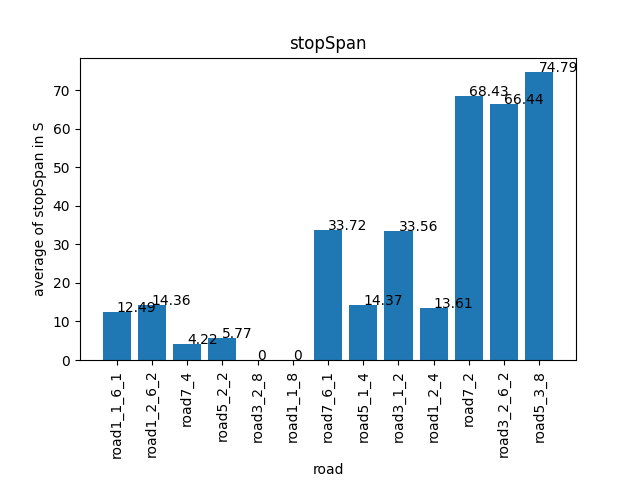 stopSpan
average of stopSpan in S
70
60
50
40
30
20
10
0
12.49
14.36
4.22
5.77
0
0
33.72
14.37
33.56
13.61
68.43
66.44
74.79
road1_1_6_1
road1_2_6_2
road7_4
road5_2_2
road3_2_8
road1_1_8
road7_6_1
road5_1_4
road3_1_2
road1_2_4
road7_2
road3_2_6_2
road5_3_8
road